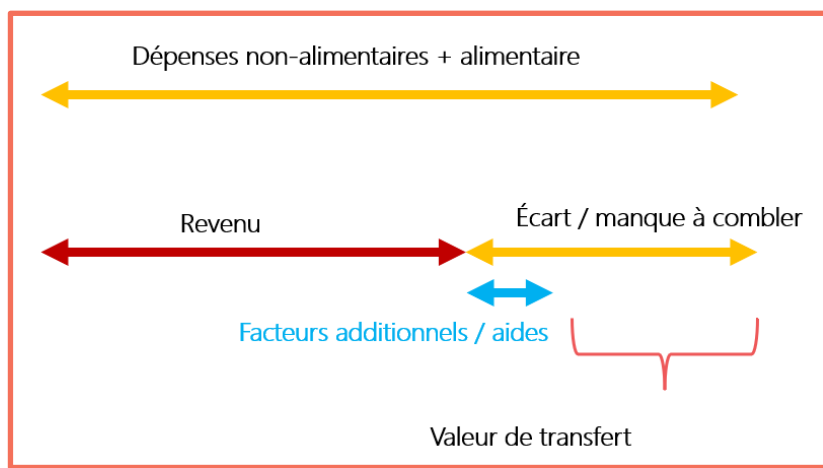 Dépenses non-alimentaires + alimentaire
Revenu
Écart / manque à combler
Facteurs additionnels / aides
Valeur de transfert